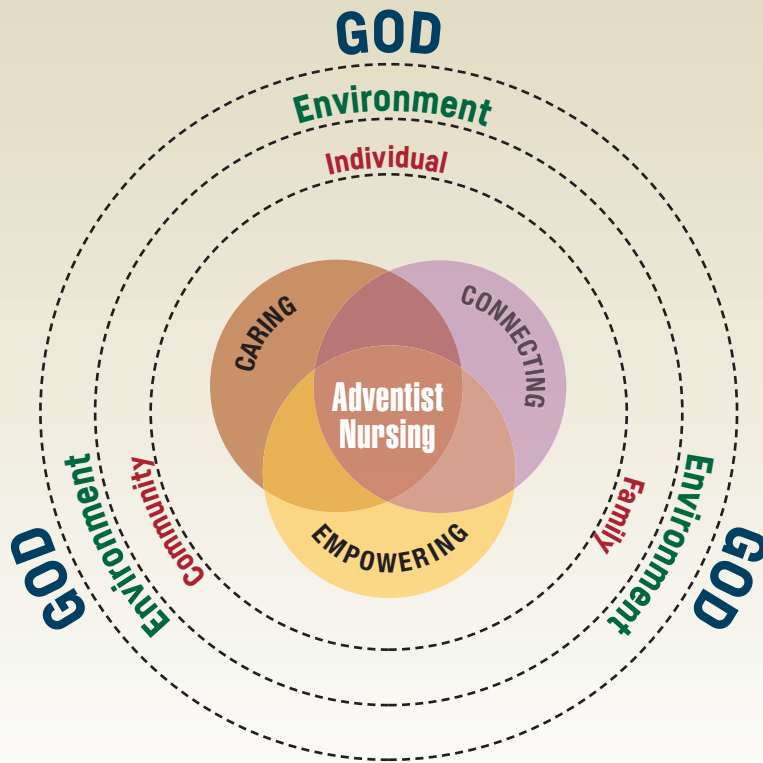 GOD
Environment
Individual
CARING
CONNECTING
Adventist
Nursing
EMPOWERING
Community
Family
Environment
Environment
GOD
GOD